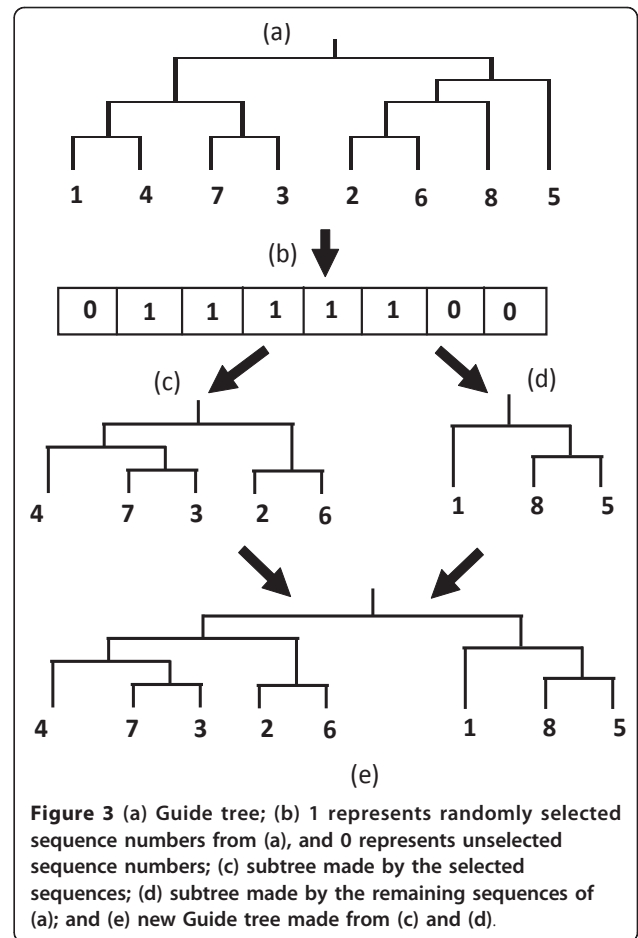 (a)
1 4 7 3 2 6 8 5
(b)
0 1 1 1 1 1 0 0
(c) (d)
4 7 3 2 6 1 8 5
4 7 3 2 6 1 8 5
(e)
Figure 3 (a) Guide tree; (b) 1 represents randomly selected
sequence numbers from (a), and 0 represents unselected
sequence numbers; (c) subtree made by the selected
sequences; (d) subtree made by the remaining sequences of
(a); and (e) new Guide tree made from (c) and (d).